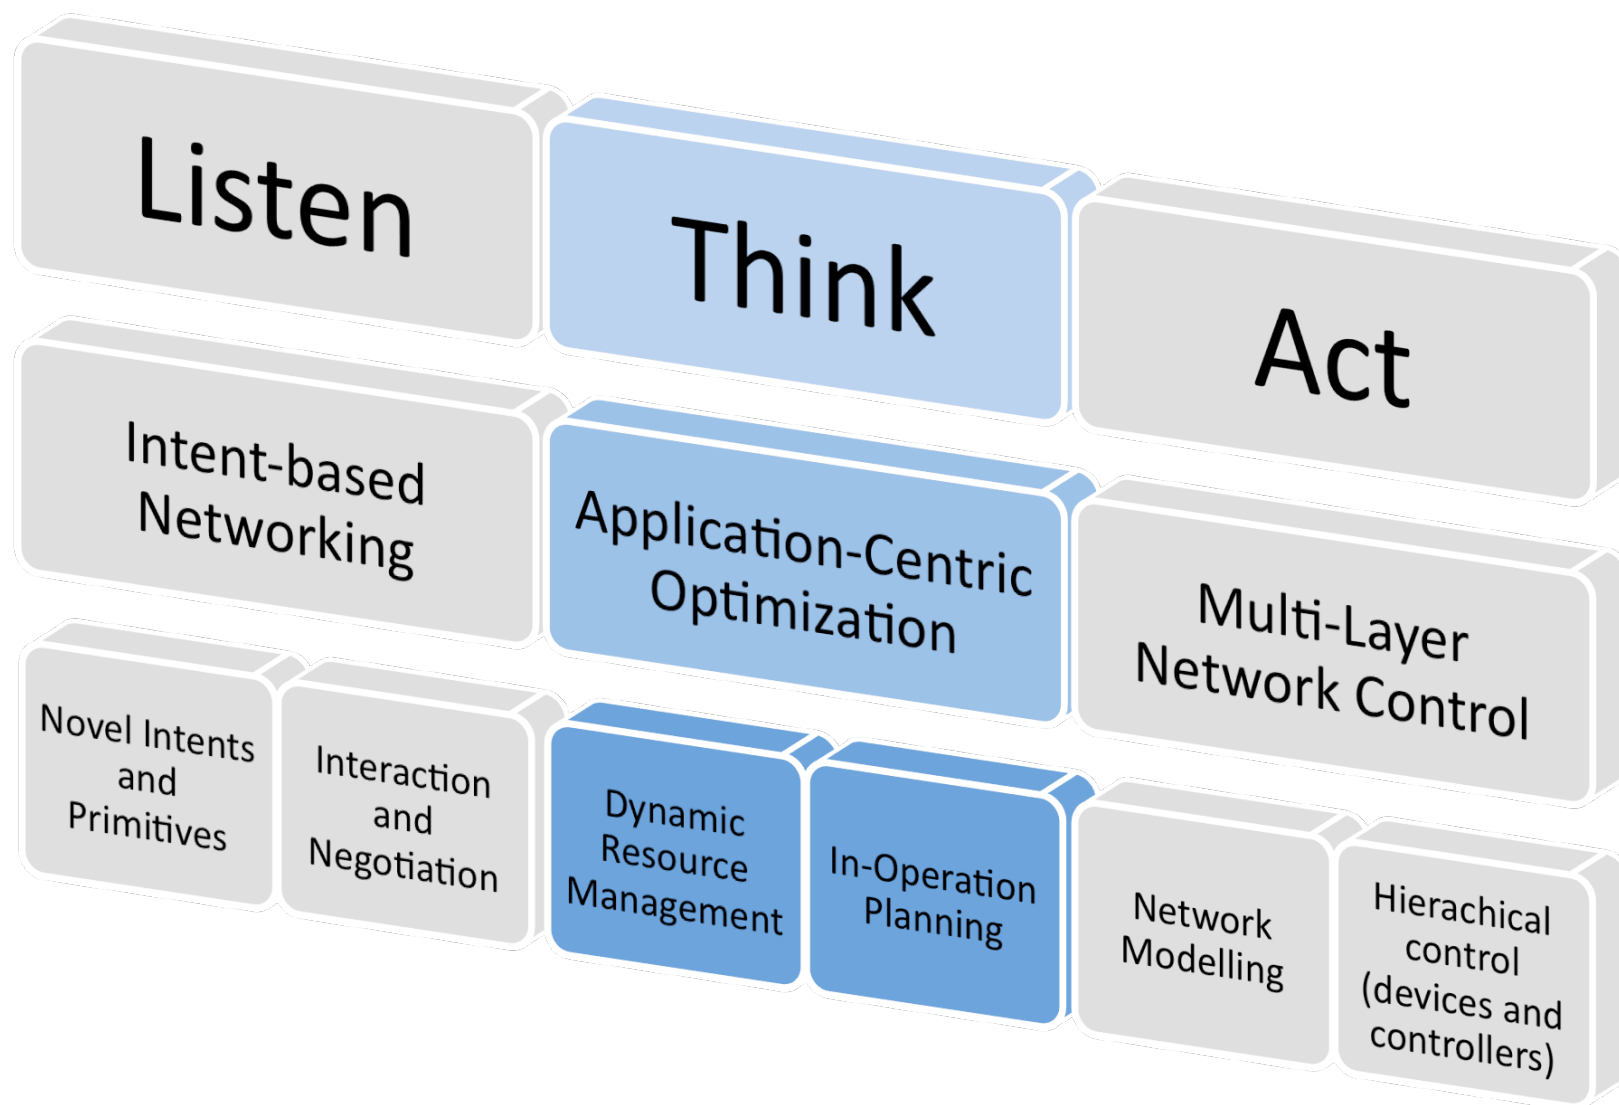 Listen
Think
Act
Intent-based
Networking
Application-Centric
Optimization
Multi-Layer
Network Control
Novel Intents
and
Primitives
Interaction
and
Negotiation
Dynamic
Resource
Management
In-Operation
Planning
Network
Modelling
Hierachical
control
(devices and
controllers)